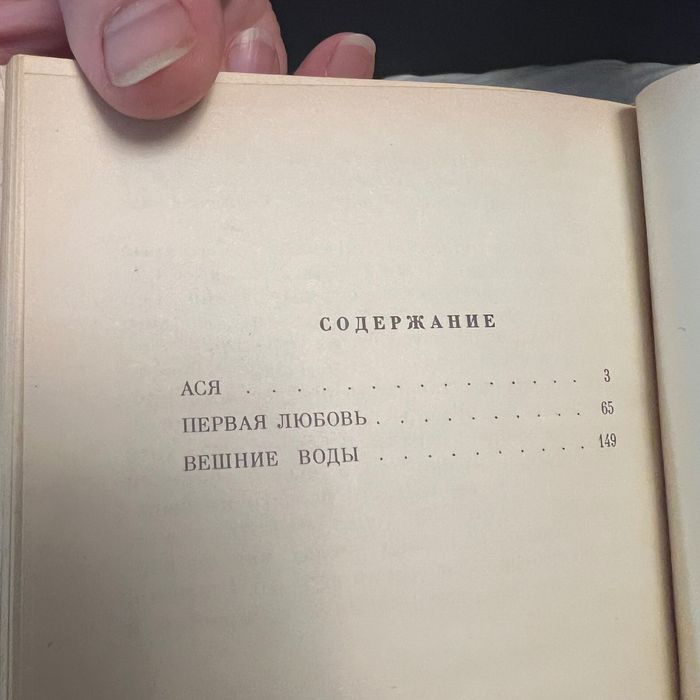 СОДЕРЖАНИЕ
АСЯ . . . . . . . . . . . . . . 3
ПЕРВАЯ ЛЮБОВЬ . . . . . . . . . . 65
ВЕШНИЕ ВОДЫ . . . . . . . . . . 149